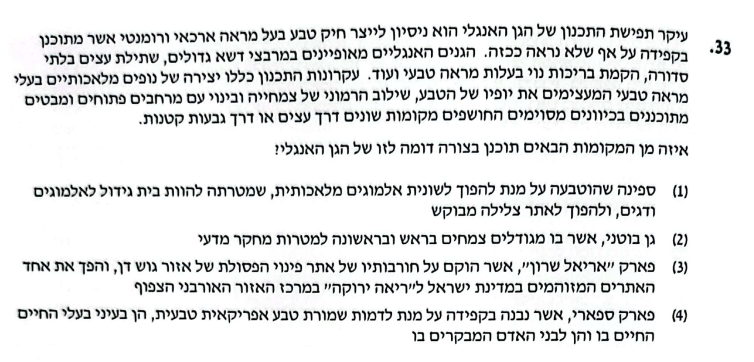 33. עיקר תפישת התכנון של הגן האנגלי הוא ניסיון לייצר חיק טבע בעל מראה ארכאי ורומנטי אשר מתוכנן
בקפידה על אף שלא נראה ככזה. הגנים האנגליים מאופיינים במרבצי דשא גדולים, שתילת עצים בלתי
סדורה, הקמת בריכות נוי בעלות מראה טבעי ועוד. עקרונות התכנון כללו יצירה של נופים מלאכותיים בעלי
מראה טבעי המעצימים את יופיו של הטבע, שילוב הרמוני של צמחייה ובינוי עם מרחבים פתוחים ומבטים
מתוכננים בכיוונים מסוימים החושפים מקומות שונים דרך עצים או דרך גבעות קטנות.
איזה מן המקומות הבאים תוכנן בצורה דומה לזו של הגן האנגלי?
(1) ספינה שהוטבעה על מנת להפוך לשונית אלמוגים מלאכותית, שמטרתה להוות בית גידול לאלמוגים
ודגים, ולהפוך לאתר צלילה מבוקש
(2) גן בוטני, אשר בו מגודלים צמחים בראש ובראשונה למטרות מחקר מדעי
(3) פארק "אריאל שרון", אשר הוקם על חורבותיו של אתר פינוי הפסולת של אזור גוש דן, והפך את אחד
האתרים המזוהמים במדינת ישראל ל"ריאה ירוקה" במרכז האזור האורבני הצפוף
(4) פארק ספארי, אשר נבנה בקפידה על מנת לדמות שמורת טבע אפריקאית טבעית, הן בעיני בעלי החיים
החיים בו והן לבני האדם המבקרים בו